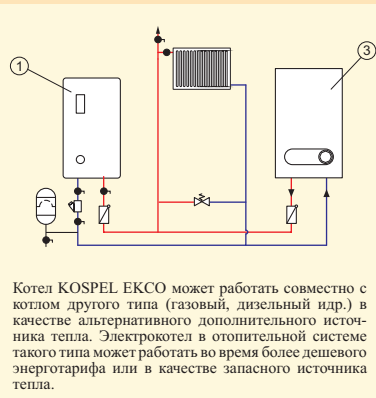 1
3
Котел KOSPEL EKCO может работать совместно с
котлом другого типа (газовый, дизельный идр.) в
качестве альтернативного дополнительного источ-
ника тепла. Электрокотел в отопительной системе
такого типа может работать во время более дешевого
энерготарифа или в качестве запасного источника
тепла.